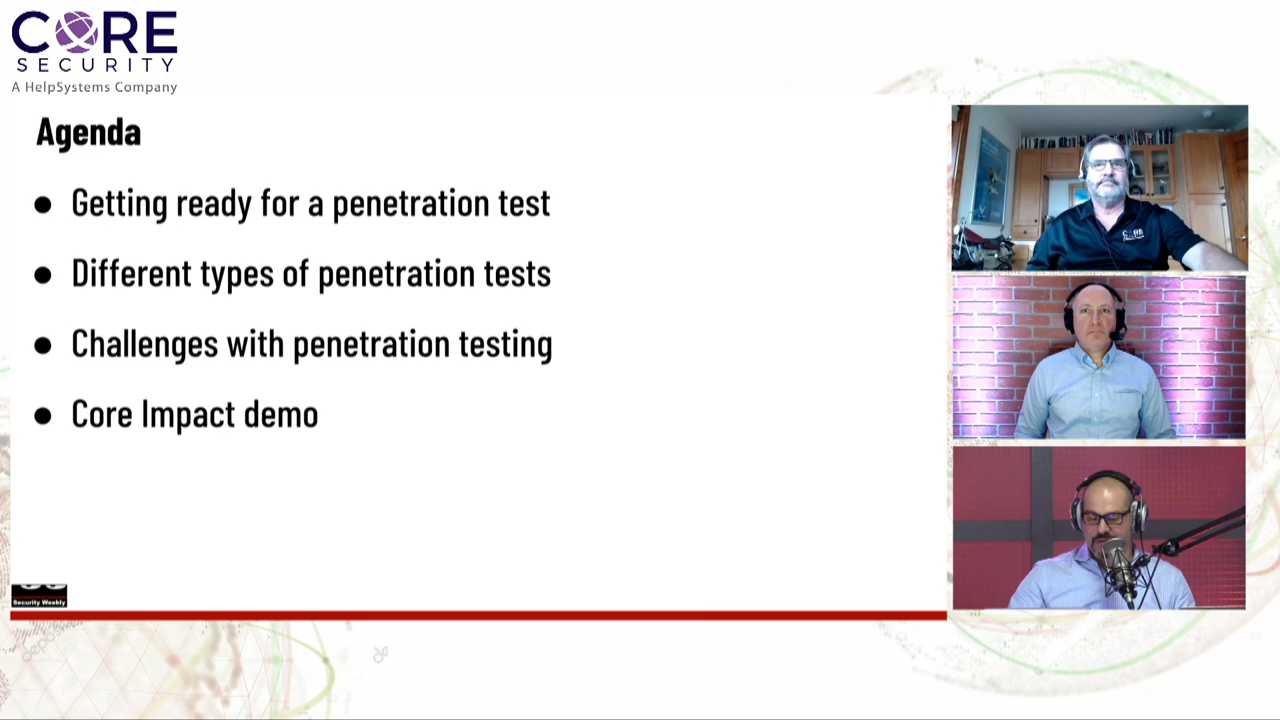 CORE
SECURITY
A HelpSystems Company
Agenda
● Getting ready for a penetration test
● Different types of penetration tests
● Challenges with penetration testing
● Core Impact demo
CORE
Security Weekly